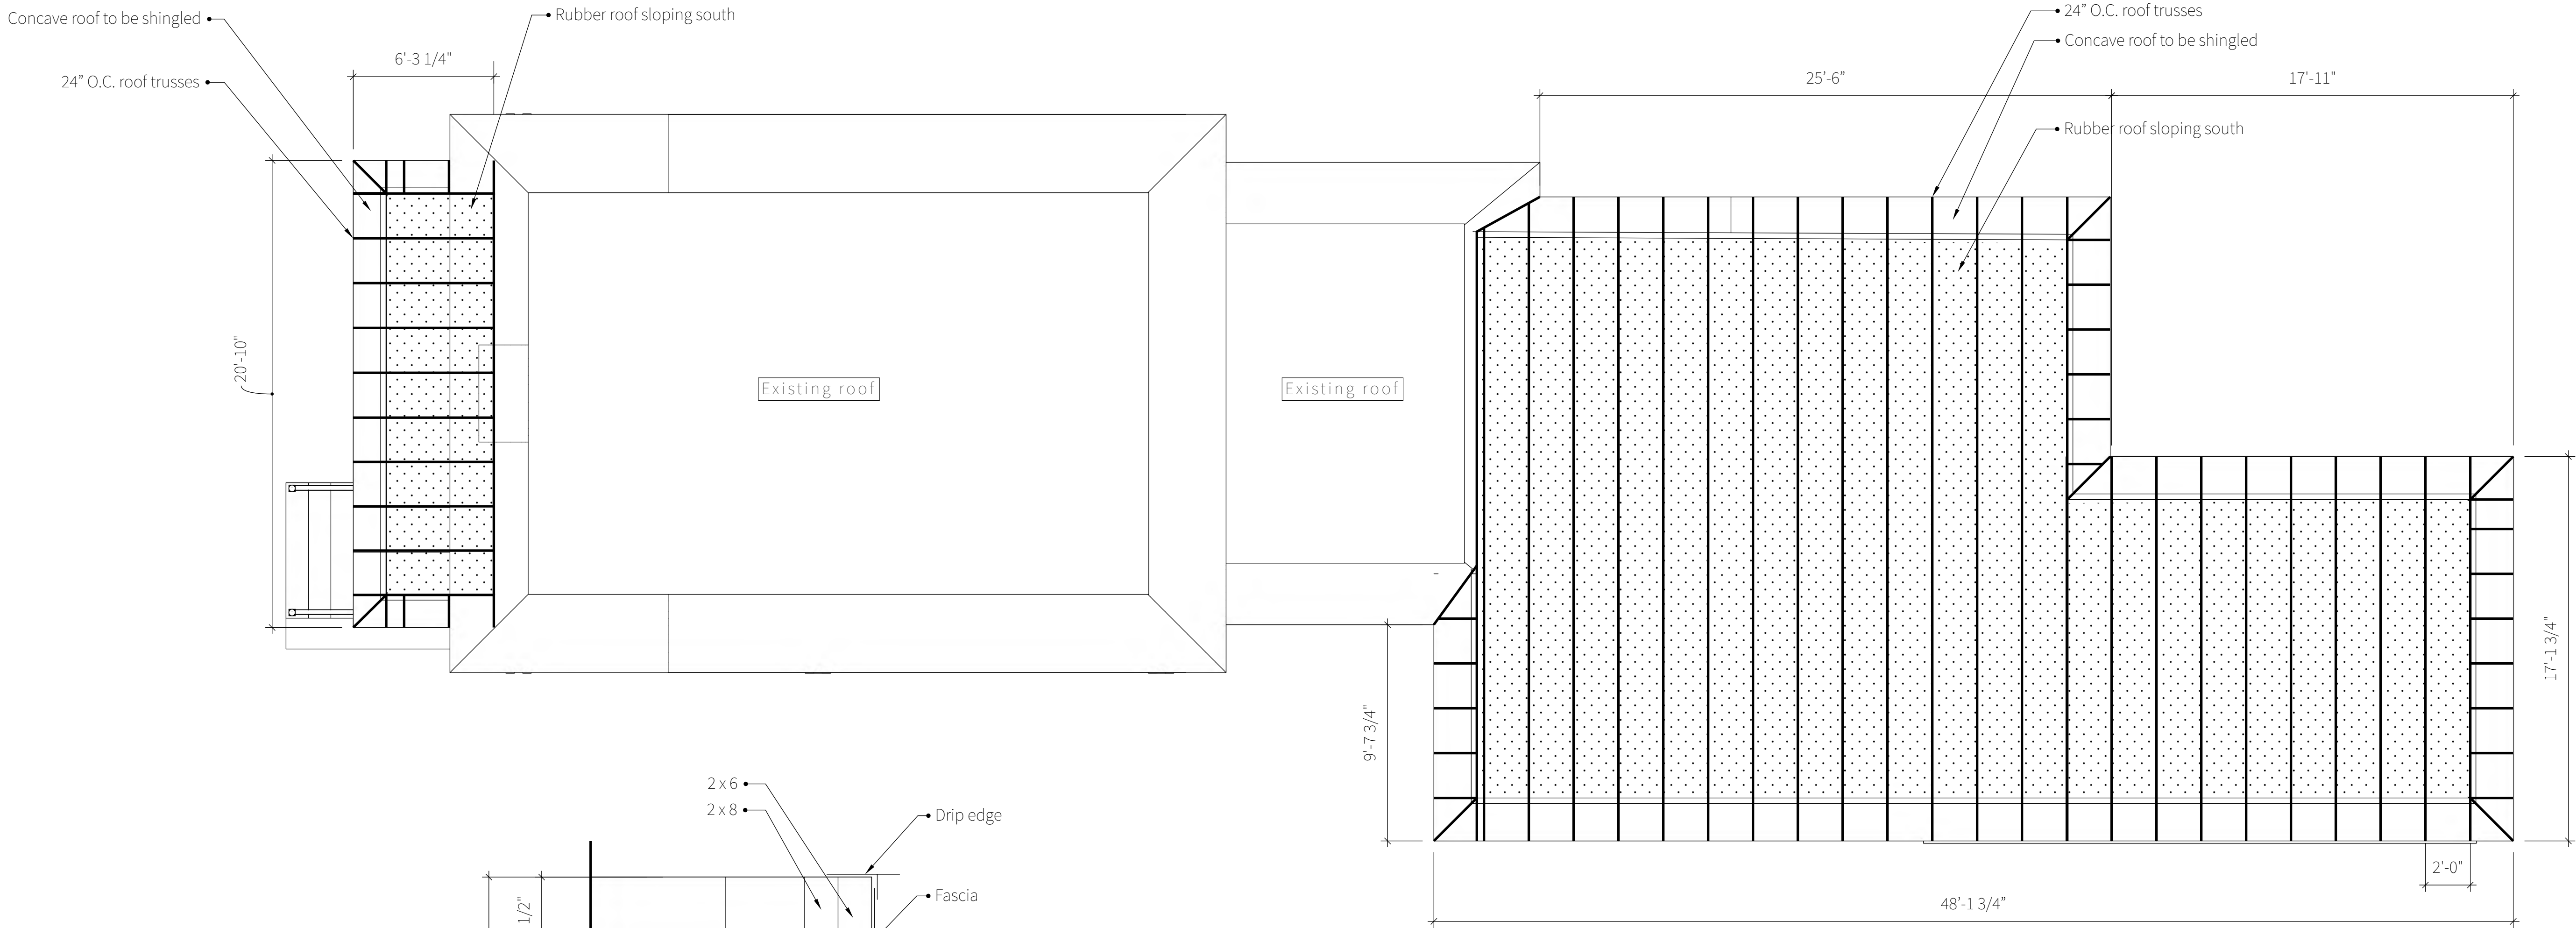 Concave roof to be shingled
Rubber roof sloping south
24” O.C. roof trusses
Concave roof to be shingled
6'-3 1/4"
24” O.C. roof trusses
25’-6”
17'-11"
Rubber roof sloping south
20'-10"
Existing roof
Existing roof
17'-1 3/4"
9'-7 3/4"
2 x 6
2 x 8
Drip edge
2'-0"
Fascia
1/2"
48’-1 3/4”